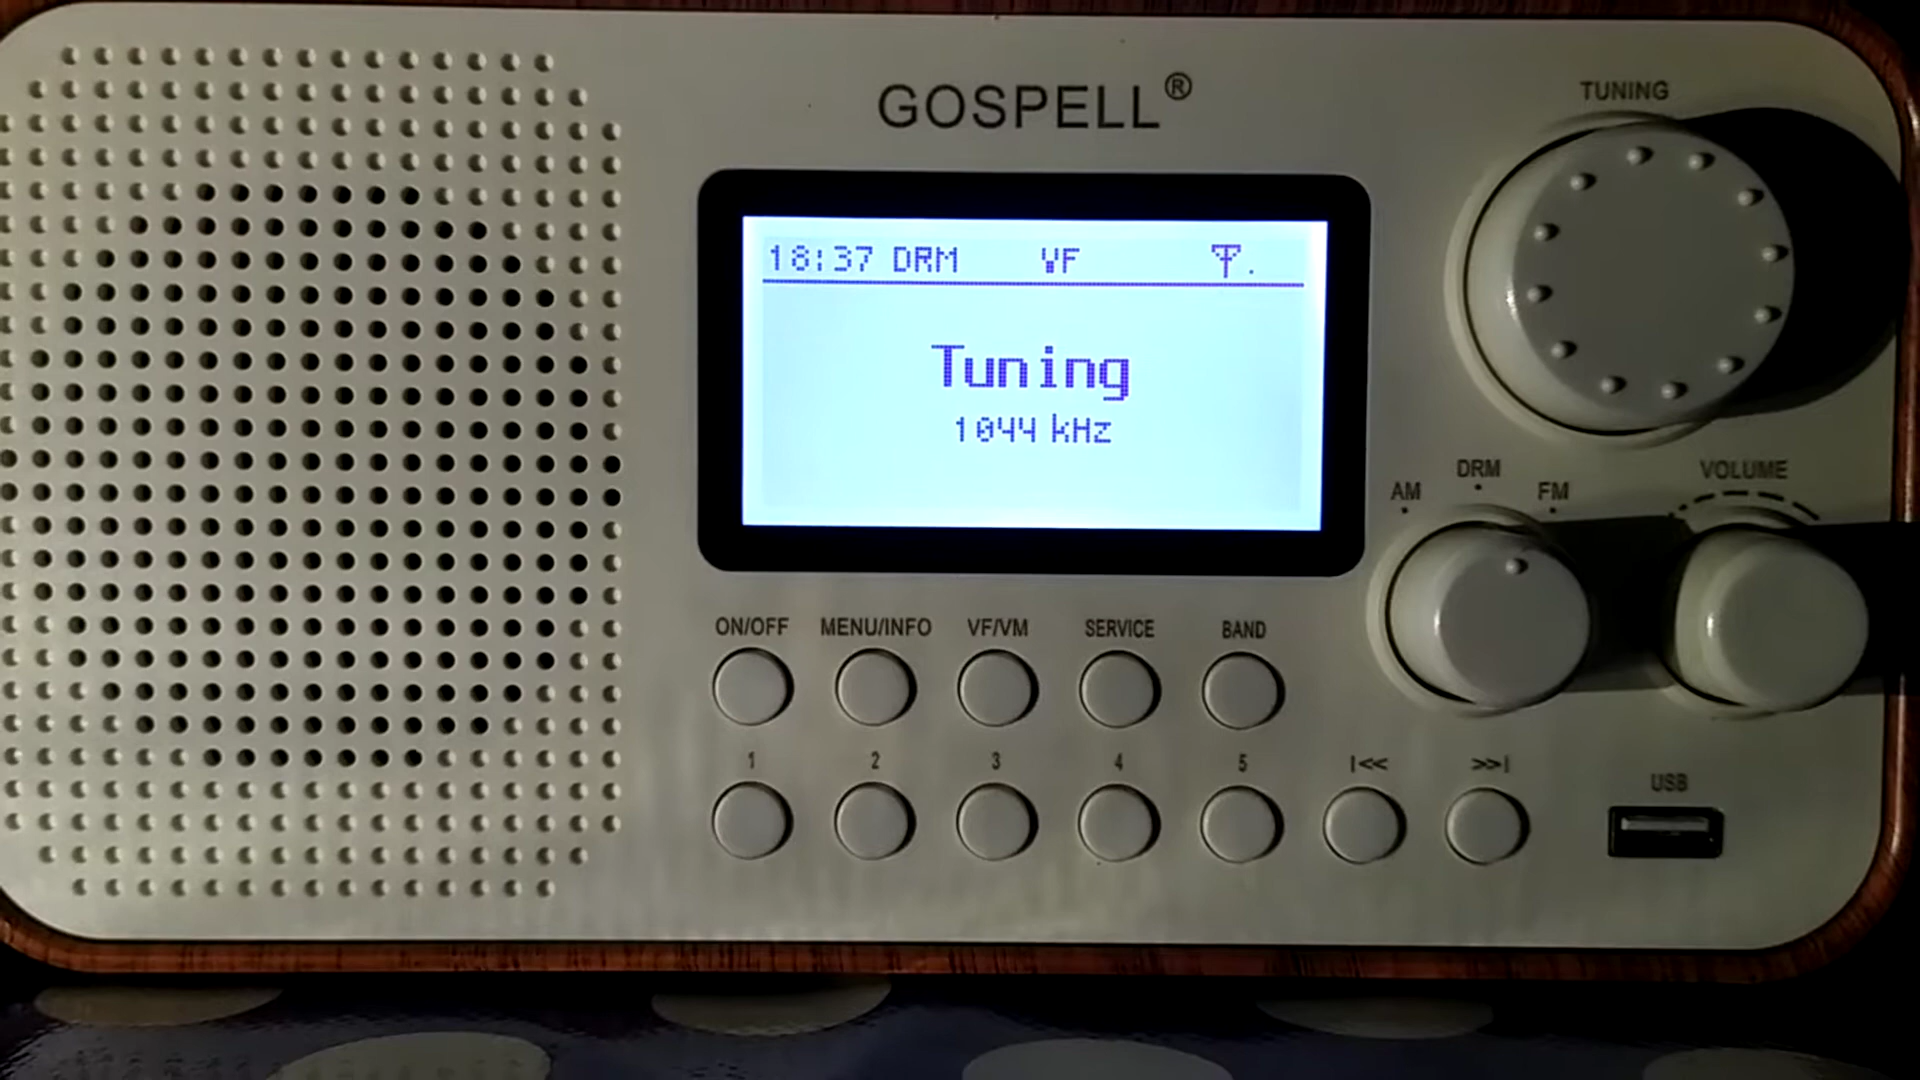 GOSPELL®
TUNING
18:37 DRM VF
Tuning
1044 kHz
AM DRM FM
VOLUME
ON/OFF MENU/INFO VF/VM SERVICE BAND
1 2 3 4 5 |<< >>|
USB